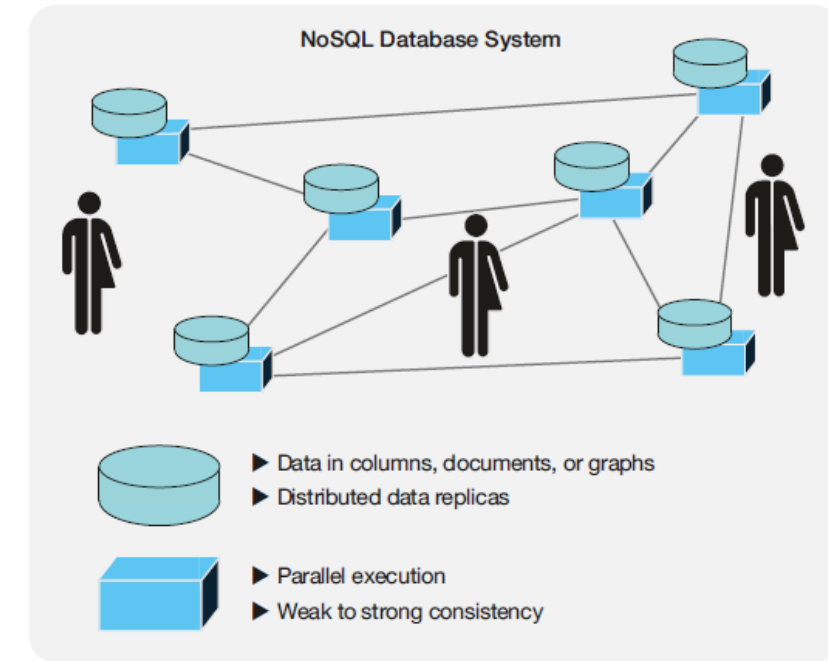 NoSQL Database System
▶ Data in columns, documents, or graphs
▶ Distributed data replicas
▶ Parallel execution
▶ Weak to strong consistency